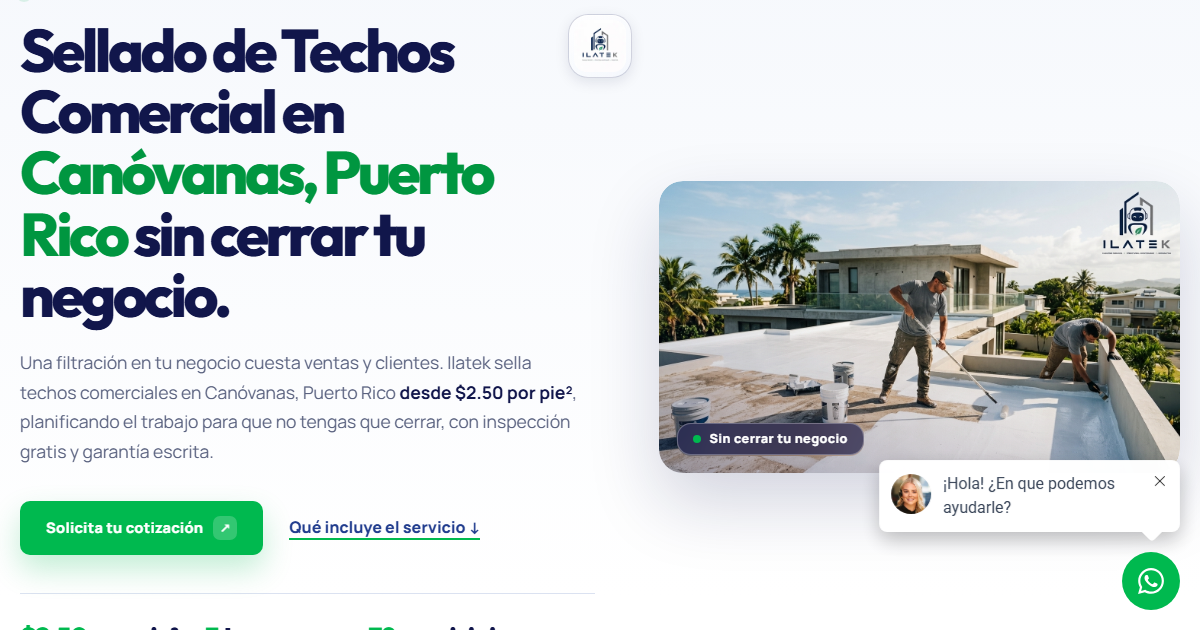 Sellado de Techos
Comercial en
Canóvanas, Puerto
Rico sin cerrar tu
negocio.
Una filtración en tu negocio cuesta ventas y clientes. Ilatek sella
techos comerciales en Canóvanas, Puerto Rico desde $2.50 por pie²,
planificando el trabajo para que no tengas que cerrar, con inspección
gratis y garantía escrita.
Solicita tu cotización ↗
Qué incluye el servicio ↓
ILATEK
ILATEK
Sin cerrar tu negocio
¡Hola! ¿En que podemos
ayudarle?